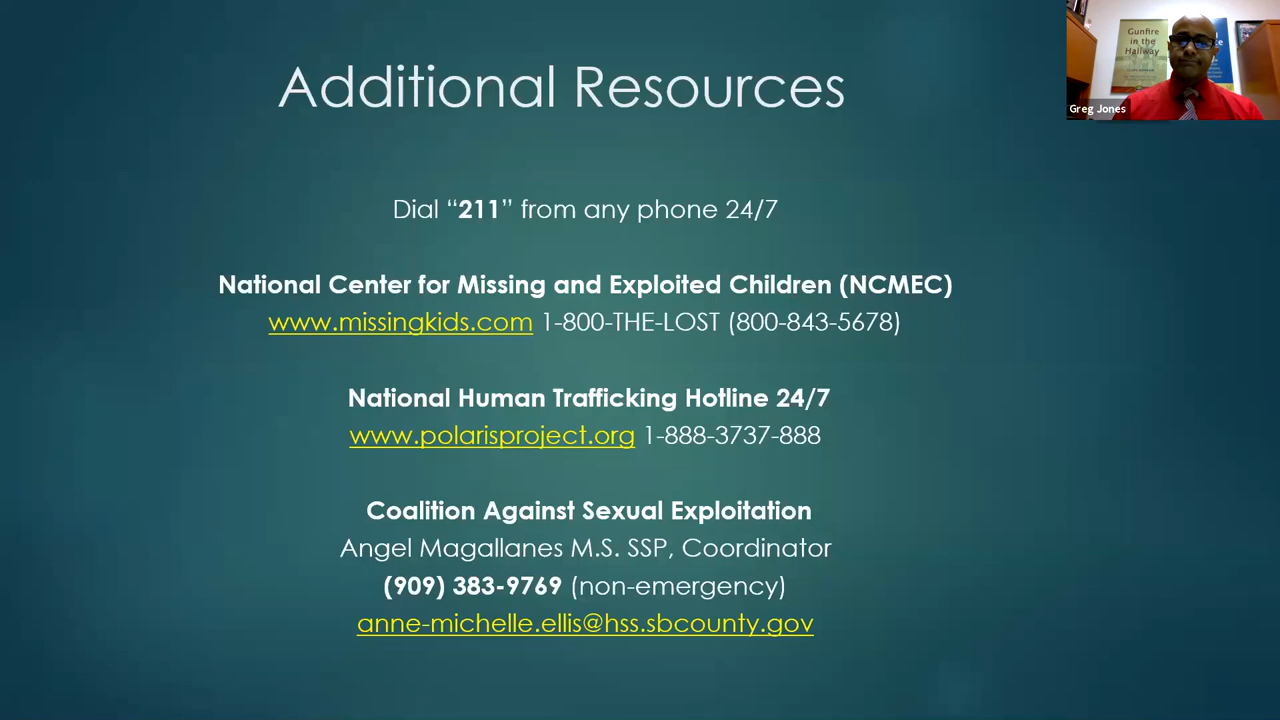 Additional Resources
Gunfire
in the
Hallway
Greg Jones
Dial “211” from any phone 24/7
National Center for Missing and Exploited Children (NCMEC)
www.missingkids.com 1-800-THE-LOST (800-843-5678)
National Human Trafficking Hotline 24/7
www.polarisproject.org 1-888-3737-888
Coalition Against Sexual Exploitation
Angel Magallanes M.S. SSP, Coordinator
(909) 383-9769 (non-emergency)
anne-michelle.ellis@hss.sbcounty.gov